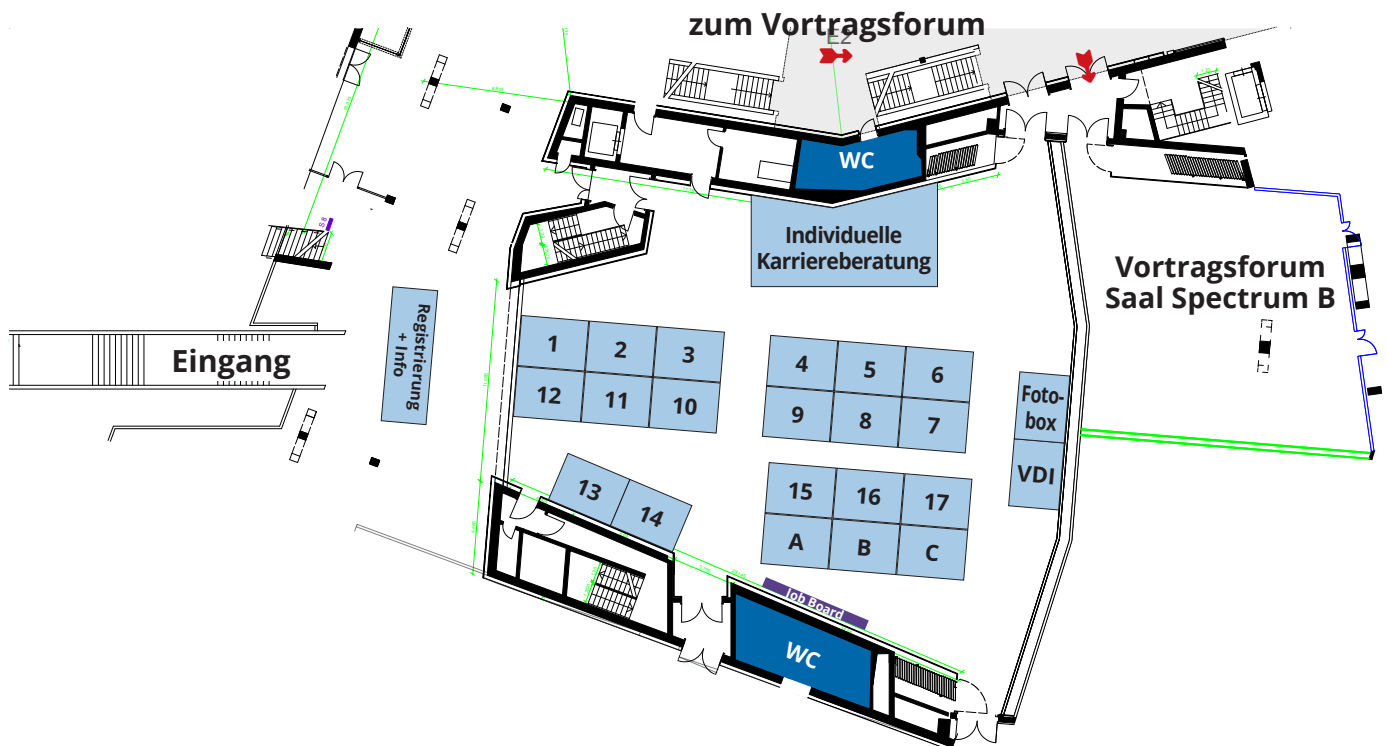 zum Vortragsforum
E2
WC
Individuelle
Karriereberatung
Vortragsforum
Saal Spectrum B
Eingang
Registrierung
+ Info
1 2 3
12 11 10
4 5 6
9 8 7
Foto-
box
VDI
13 14
15 16 17
A B C
Job Board
WC